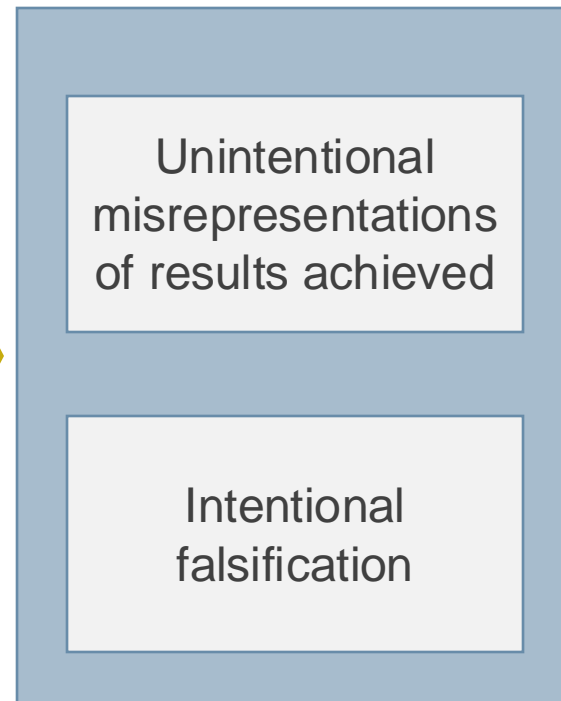 Unintentional
misrepresentations
of results achieved
Intentional
falsification